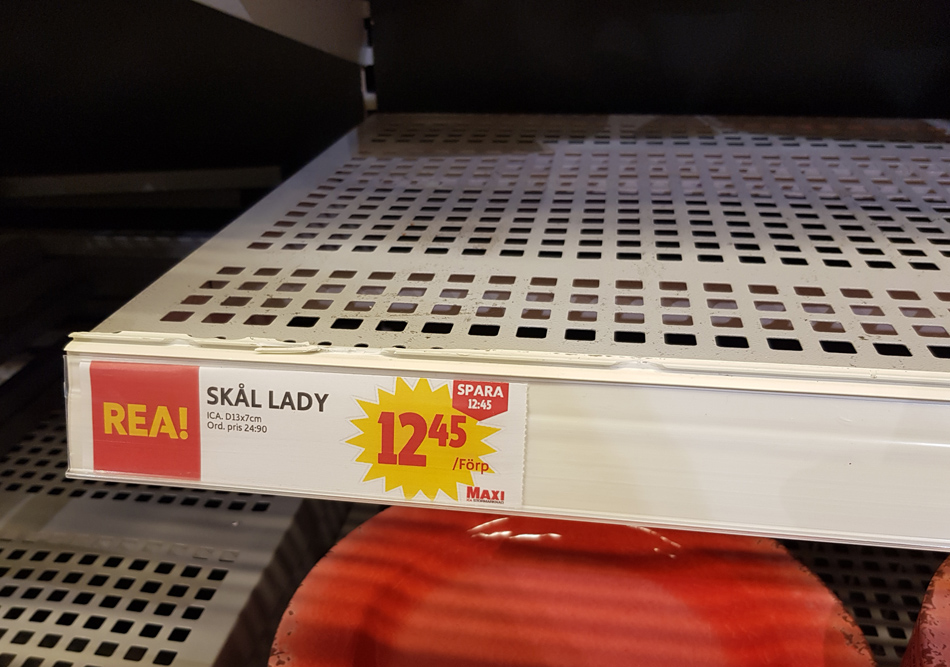 REA!
SKÅL LADY
ICA. D13x7cm
Ord. pris 24:90
SPARA
12:45
12 45
/Förp
MAXI